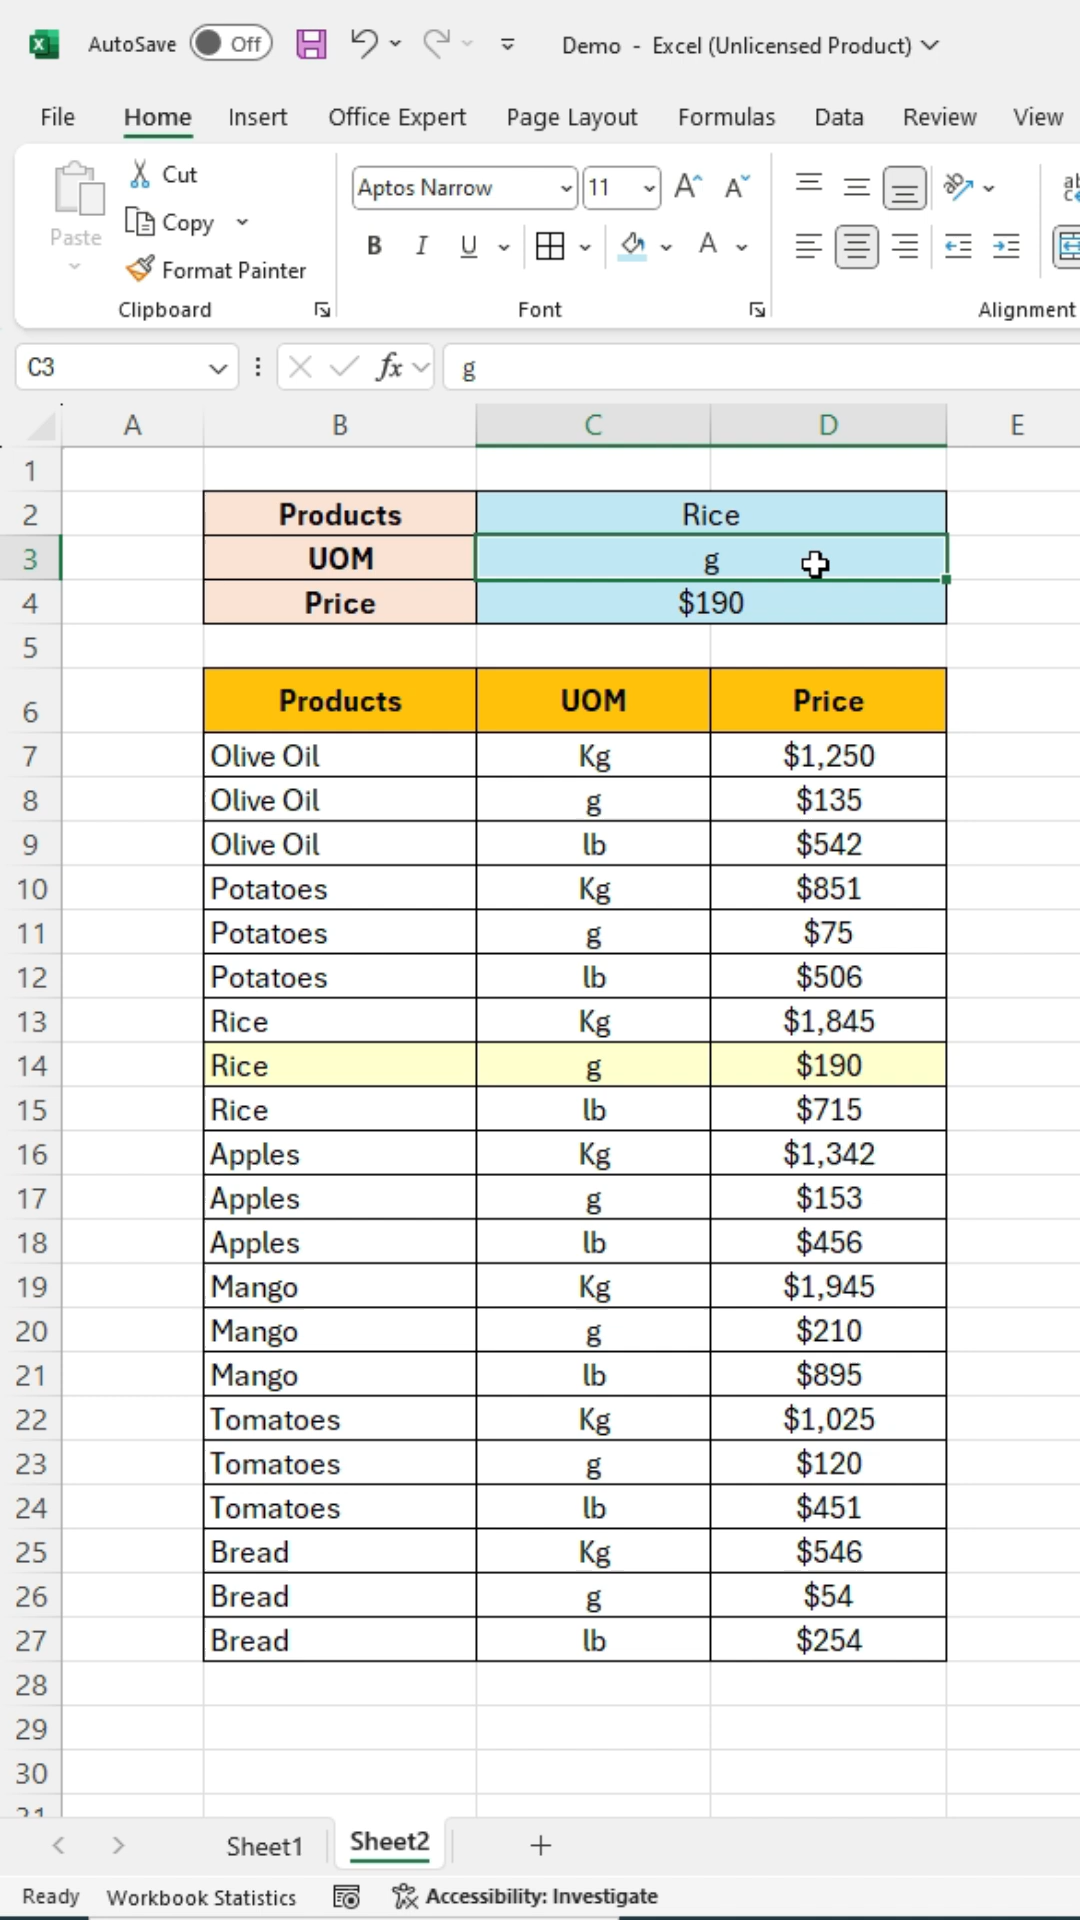 AutoSave Off Demo - Excel (Unlicensed Product)
File Home Insert Office Expert Page Layout Formulas Data Review View
Paste
Cut
Copy
Format Painter
Clipboard
Aptos Narrow 11
B I U A
Font
Alignment
C3 fx g
A B C D E
1
2 Products Rice
3 UOM g
4 Price $190
5
6 Products UOM Price
7 Olive Oil Kg $1,250
8 Olive Oil g $135
9 Olive Oil lb $542
10 Potatoes Kg $851
11 Potatoes g $75
12 Potatoes lb $506
13 Rice Kg $1,845
14 Rice g $190
15 Rice lb $715
16 Apples Kg $1,342
17 Apples g $153
18 Apples lb $456
19 Mango Kg $1,945
20 Mango g $210
21 Mango lb $895
22 Tomatoes Kg $1,025
23 Tomatoes g $120
24 Tomatoes lb $451
25 Bread Kg $546
26 Bread g $54
27 Bread lb $254
28
29
30
Sheet1 Sheet2 +
Ready Workbook Statistics Accessibility: Investigate